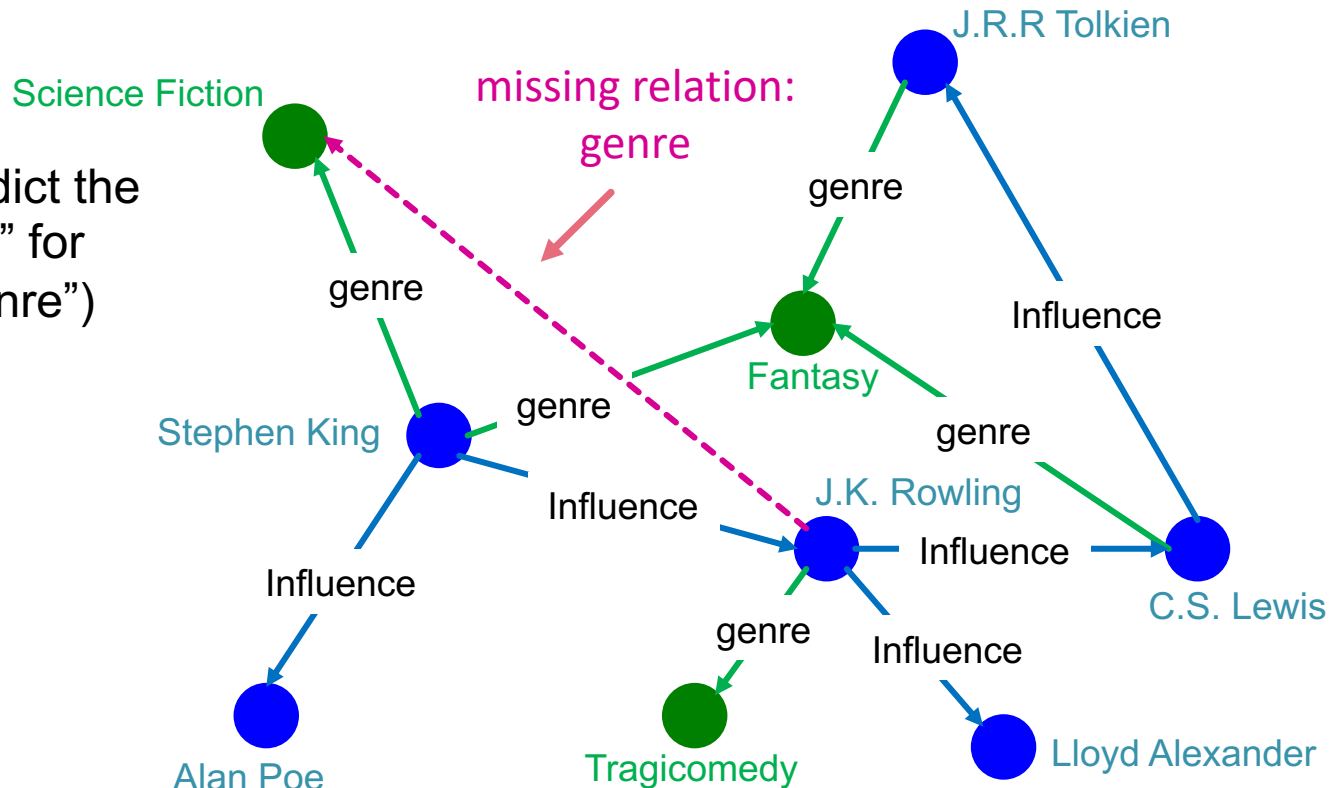 J.R.R Tolkien
Science Fiction
missing relation:
genre
dict the
” for
nre”)
genre
genre
Influence
Fantasy
genre
Stephen King
genre
J.K. Rowling
Influence
Influence
Influence
C.S. Lewis
genre
Influence
Lloyd Alexander
Tragicomedy
Alan Poe